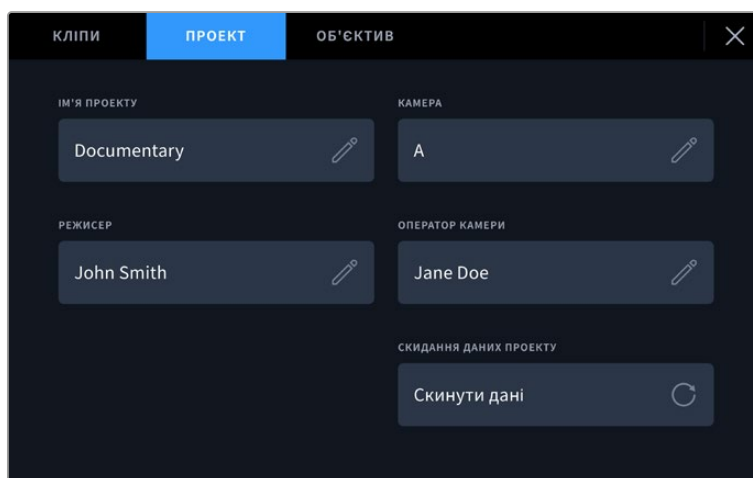 КЛІПИ ПРОЕКТ ОБ'ЄКТИВ
ІМ'Я ПРОЕКТУ КАМЕРА
Documentary A
РЕЖИСЕР ОПЕРАТОР КАМЕРИ
John Smith Jane Doe
СКИДАННЯ ДАНИХ ПРОЕКТУ
Скинути дані